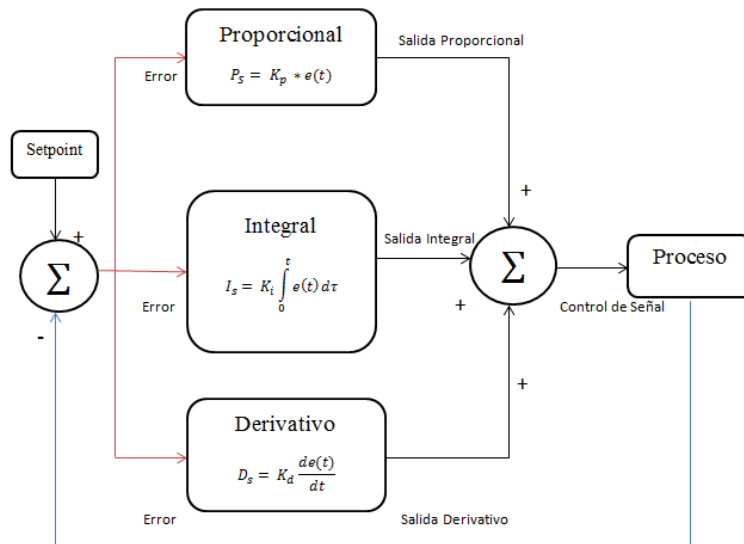 Proporcional
P_s = K_p * e(t)
Error
Salida Proporcional
Setpoint
+
Σ
-
Integral
I_s = K_i ∫_0^t e(t) dτ
Error
Salida Integral
+
+
Σ
+
Control de Señal
Proceso
Derivativo
D_s = K_d de(t)/dt
Error
Salida Derivativo